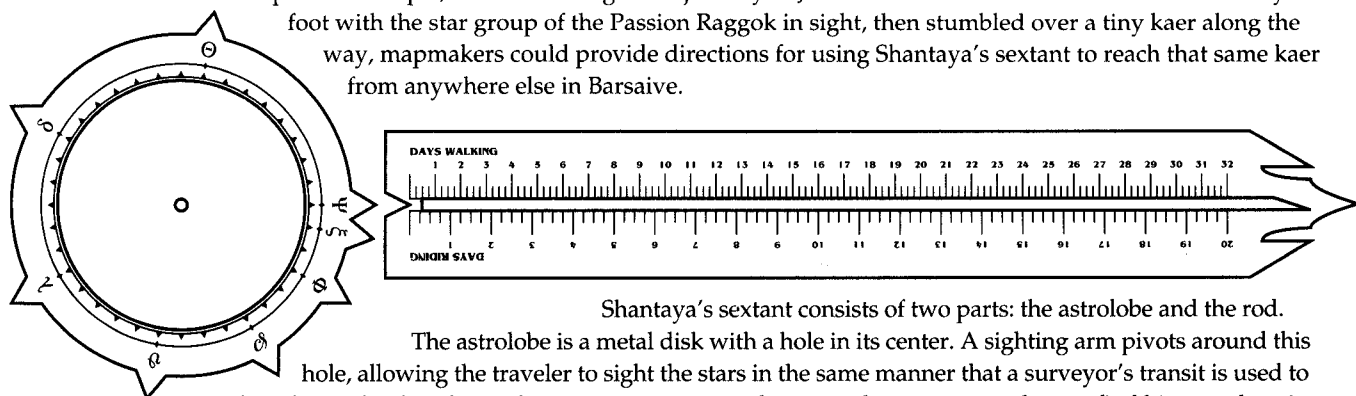 foot with the star group of the Passion Raggok in sight, then stumbled over a tiny kaer along the
way, mapmakers could provide directions for using Shantaya's sextant to reach that same kaer
from anywhere else in Barsaive.
Θ
DAYS WALKING
1 2 3 4 5 6 7 8 9 10 11 12 13 14 15 16 17 18 19 20 21 22 23 24 25 26 27 28 29 30 31 32
1 2 3 4 5 6 7 8 9 10 11 12 13 14 15 16 17 18 19 20
DAYS RIDING
Φ
Shantaya's sextant consists of two parts: the astrolobe and the rod.
The astrolobe is a metal disk with a hole in its center. A sighting arm pivots around this
hole, allowing the traveler to sight the stars in the same manner that a surveyor's transit is used to